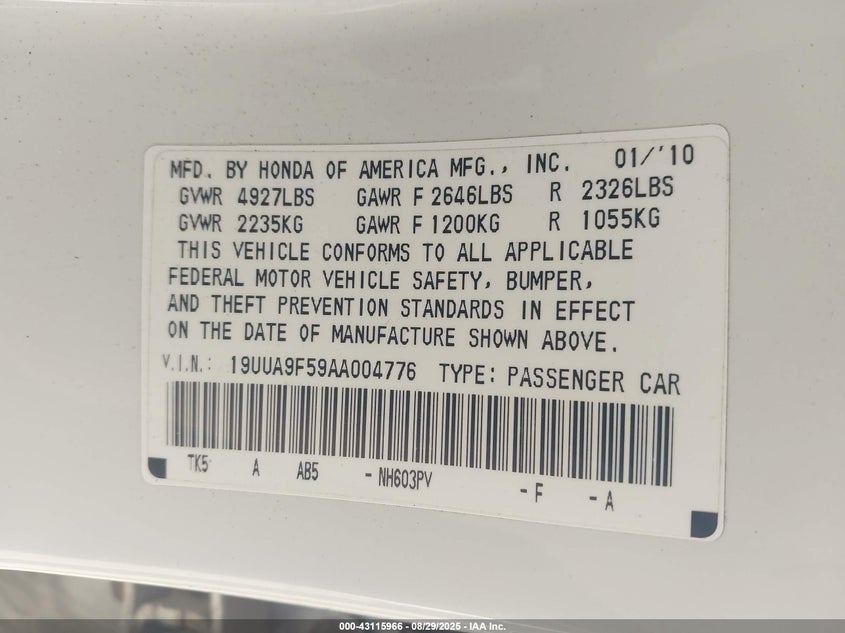 MFD. BY HONDA OF AMERICA MFG., INC. 01/'10
GVWR 4927LBS GAWR F 2646LBS R 2326LBS
GVWR 2235KG GAWR F 1200KG R 1055KG
THIS VEHICLE CONFORMS TO ALL APPLICABLE
FEDERAL MOTOR VEHICLE SAFETY, BUMPER,
AND THEFT PREVENTION STANDARDS IN EFFECT
ON THE DATE OF MANUFACTURE SHOWN ABOVE.
V.I.N.: 19UUA9F59AA004776 TYPE: PASSENGER CAR
TK5 A AB5 - NH603PV - F - A
000-43115966 - 08/29/2025 - IAA Inc.